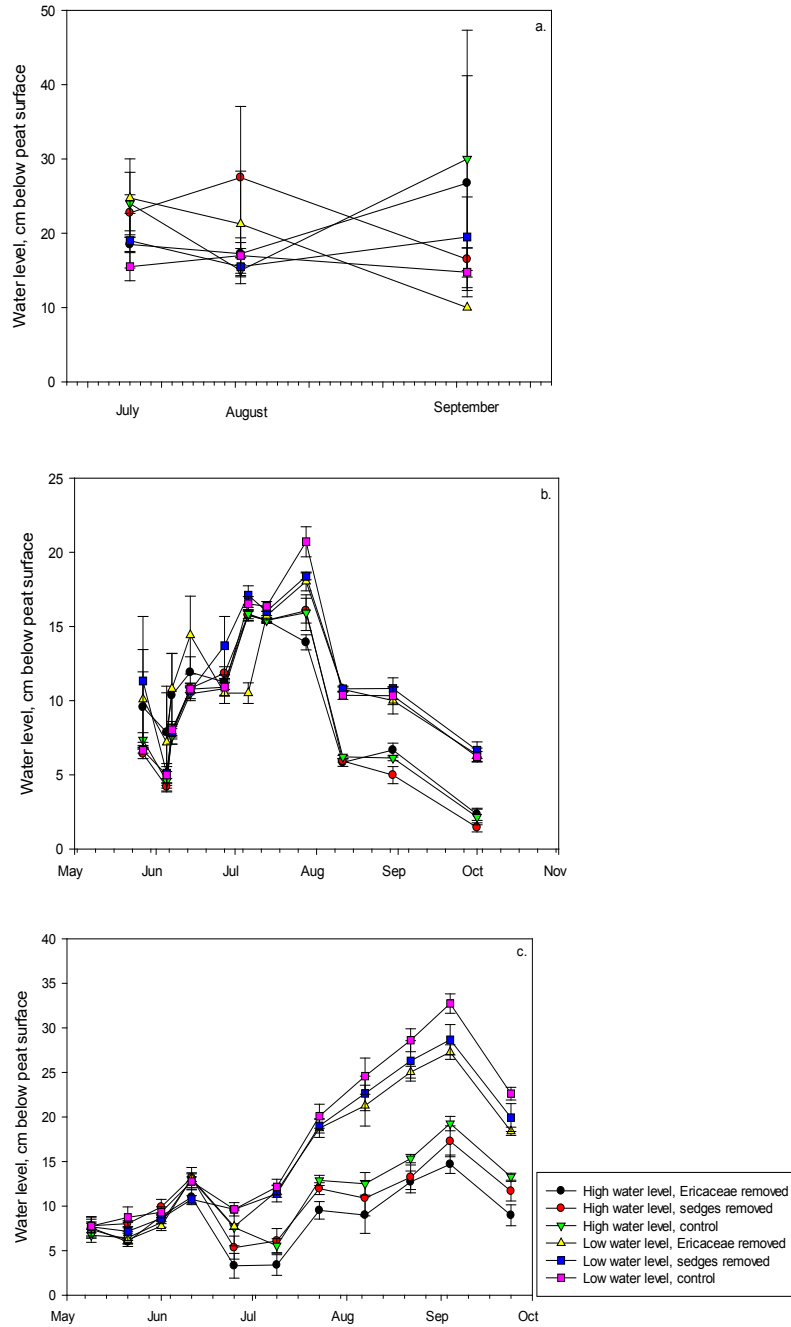 a.
Water level, cm below peat surface
50
40
30
20
10
0
July August September
b.
Water level, cm below peat surface
25
20
15
10
5
0
May Jun Jul Aug Sep Oct Nov
c.
Water level, cm below peat surface
40
35
30
25
20
15
10
5
0
May Jun Jul Aug Sep Oct
High water level, Ericaceae removed
High water level, sedges removed
High water level, control
Low water level, Ericaceae removed
Low water level, sedges removed
Low water level, control